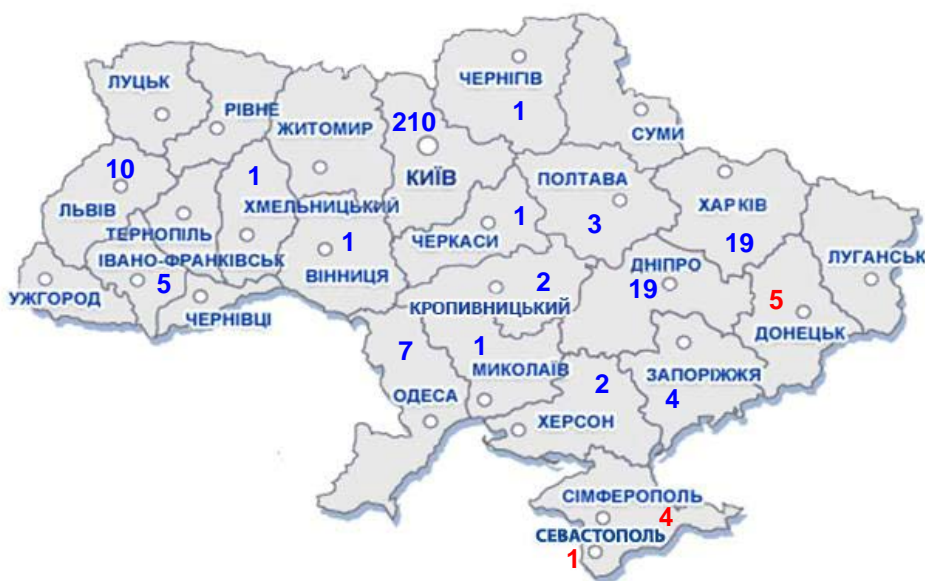 ЧЕРНІГІВ
ЛУЦЬК
РІВНЕ
1
210
ЖИТОМИР
СУМИ
10
1
КИЇВ
ПОЛТАВА
ХАРКІВ
ЛЬВІВ
ХМЕЛЬНИЦЬКИЙ
1
3
ТЕРНОПІЛЬ
1
ЧЕРКАСИ
19
ІВАНО-ФРАНКІВСЬК
ВІННИЦЯ
ДНІПРО
ЛУГАНСЬК
5
2
19
УЖГОРОД
КРОПИВНИЦЬКИЙ
5
ЧЕРНІВЦІ
ДОНЕЦЬК
7
1
МИКОЛАЇВ
ЗАПОРІЖЖЯ
2
ОДЕСА
4
ХЕРСОН
СІМФЕРОПОЛЬ
4
СЕВАСТОПОЛЬ
1